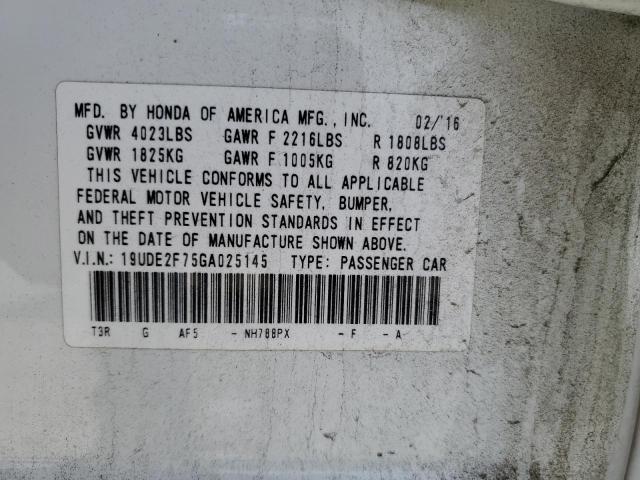 MFD. BY HONDA OF AMERICA MFG., INC. 02/'16
GVWR 4023LBS GAWR F 2216LBS R 1808LBS
GVWR 1825KG GAWR F 1005KG R 820KG
THIS VEHICLE CONFORMS TO ALL APPLICABLE
FEDERAL MOTOR VEHICLE SAFETY, BUMPER,
AND THEFT PREVENTION STANDARDS IN EFFECT
ON THE DATE OF MANUFACTURE SHOWN ABOVE.
V.I.N.: 19UDE2F75GA025145 TYPE: PASSENGER CAR
T3R G AF5 - NH788PX - F - A